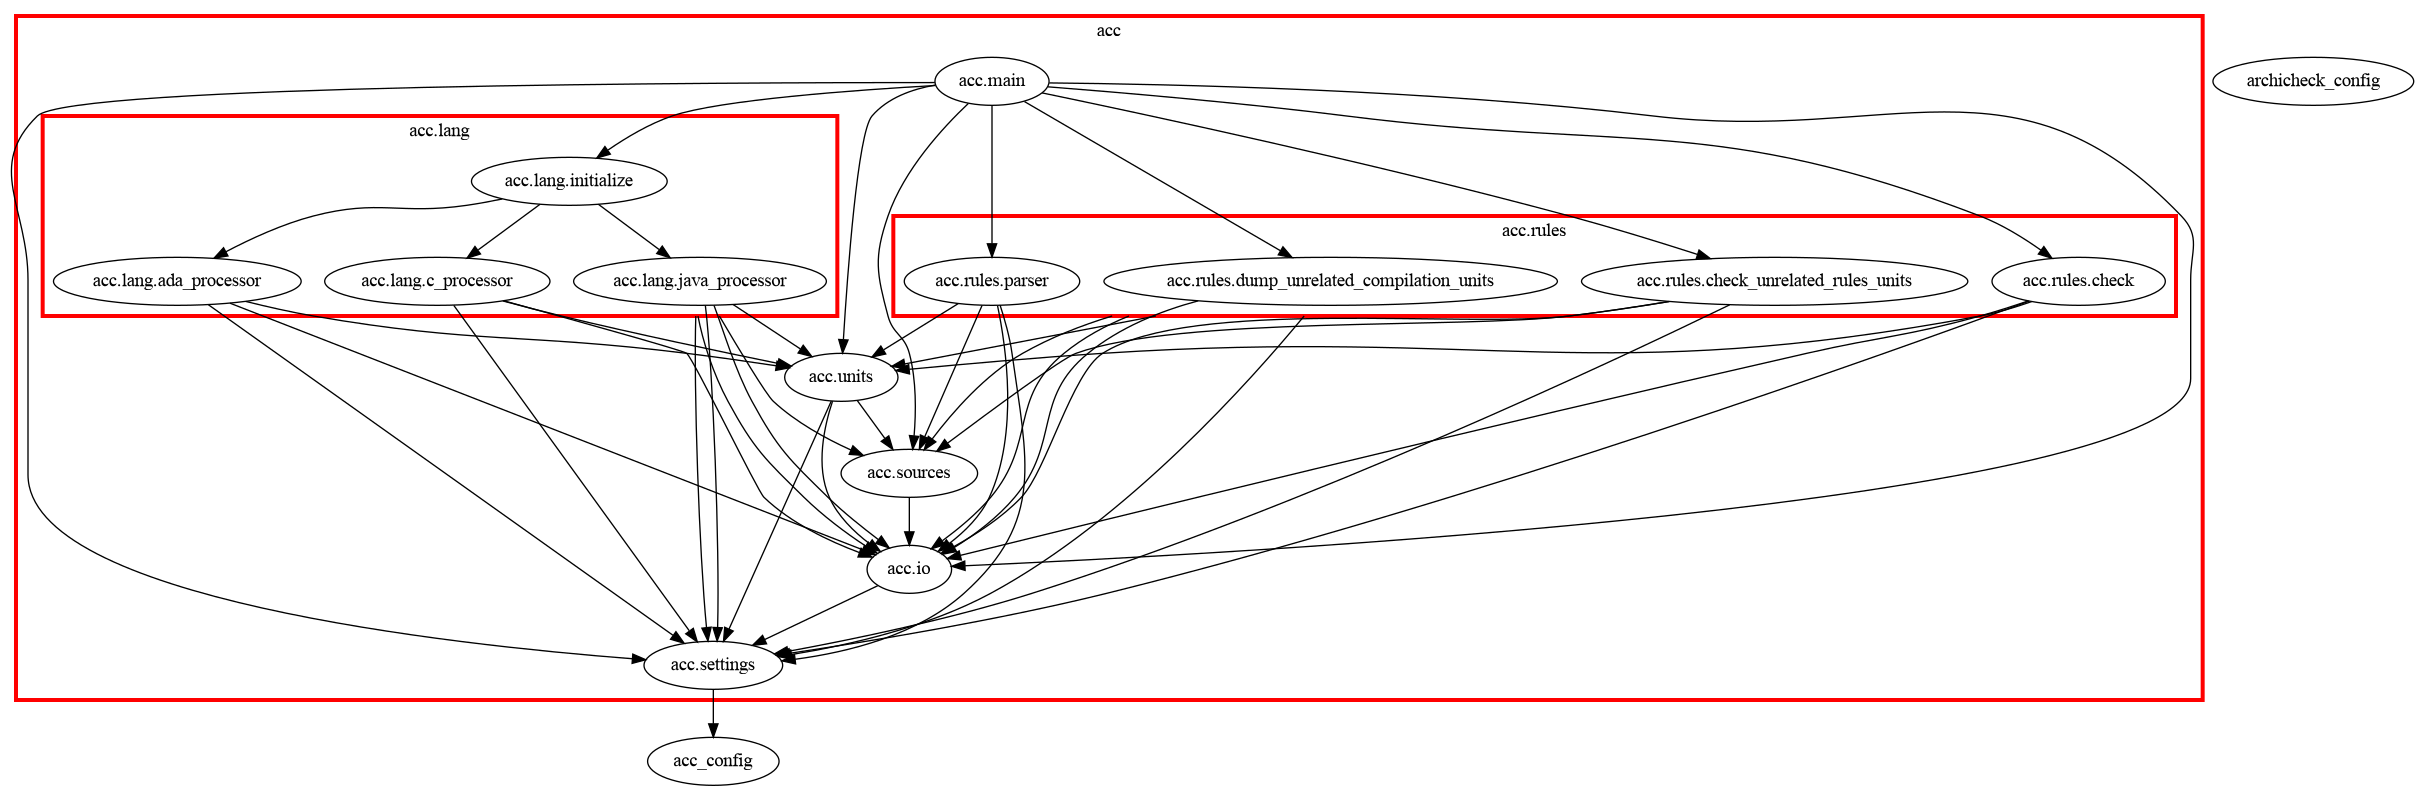 acc
acc.main
archicheck_config
acc.lang
acc.lang.initialize
acc.rules
acc.lang.ada_processor
acc.lang.c_processor
acc.lang.java_processor
acc.rules.parser
acc.rules.dump_unrelated_compilation_units
acc.rules.check_unrelated_rules_units
acc.rules.check
acc.units
acc.sources
acc.io
acc.settings
acc_config